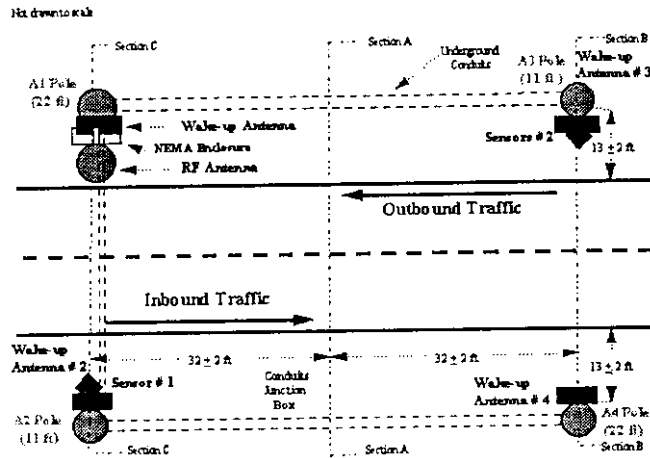 Not drawn to scale
Section C
Section A
Section B
A1 Pole
(22 ft)
Underground
Conduits
A3 Pole
(11 ft)
Wake-up
Antenna # 3
Wake-up Antenna
NEMA Enclosure
RF Antenna
Sensors # 2
13 ± 2 ft
Outbound Traffic
Inbound Traffic
Wake-up
Antenna # 2
Sensor # 1
32 ± 2 ft
32 ± 2 ft
Conduits
Junction
Box
Wake-up
Antenna # 4
13 ± 2 ft
A2 Pole
(11 ft)
A4 Pole
(22 ft)
Section C
Section A
Section B